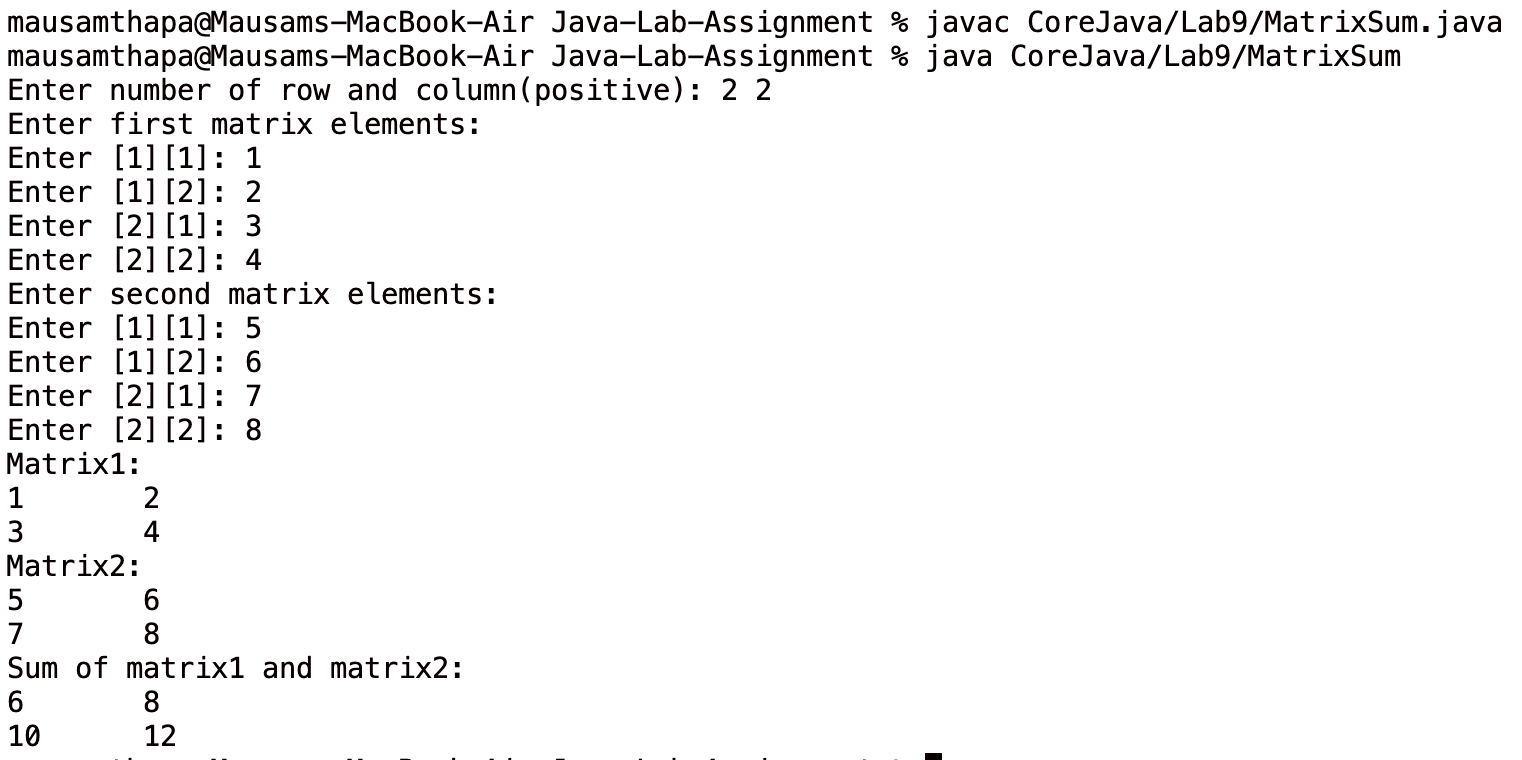 mausamthapa@Mausams-MacBook-Air Java-Lab-Assignment % javac CoreJava/Lab9/MatrixSum.java
mausamthapa@Mausams-MacBook-Air Java-Lab-Assignment % java CoreJava/Lab9/MatrixSum
Enter number of row and column(positive): 2 2
Enter first matrix elements:
Enter [1][1]: 1
Enter [1][2]: 2
Enter [2][1]: 3
Enter [2][2]: 4
Enter second matrix elements:
Enter [1][1]: 5
Enter [1][2]: 6
Enter [2][1]: 7
Enter [2][2]: 8
Matrix1:
1 2
3 4
Matrix2:
5 6
7 8
Sum of matrix1 and matrix2:
6 8
10 12